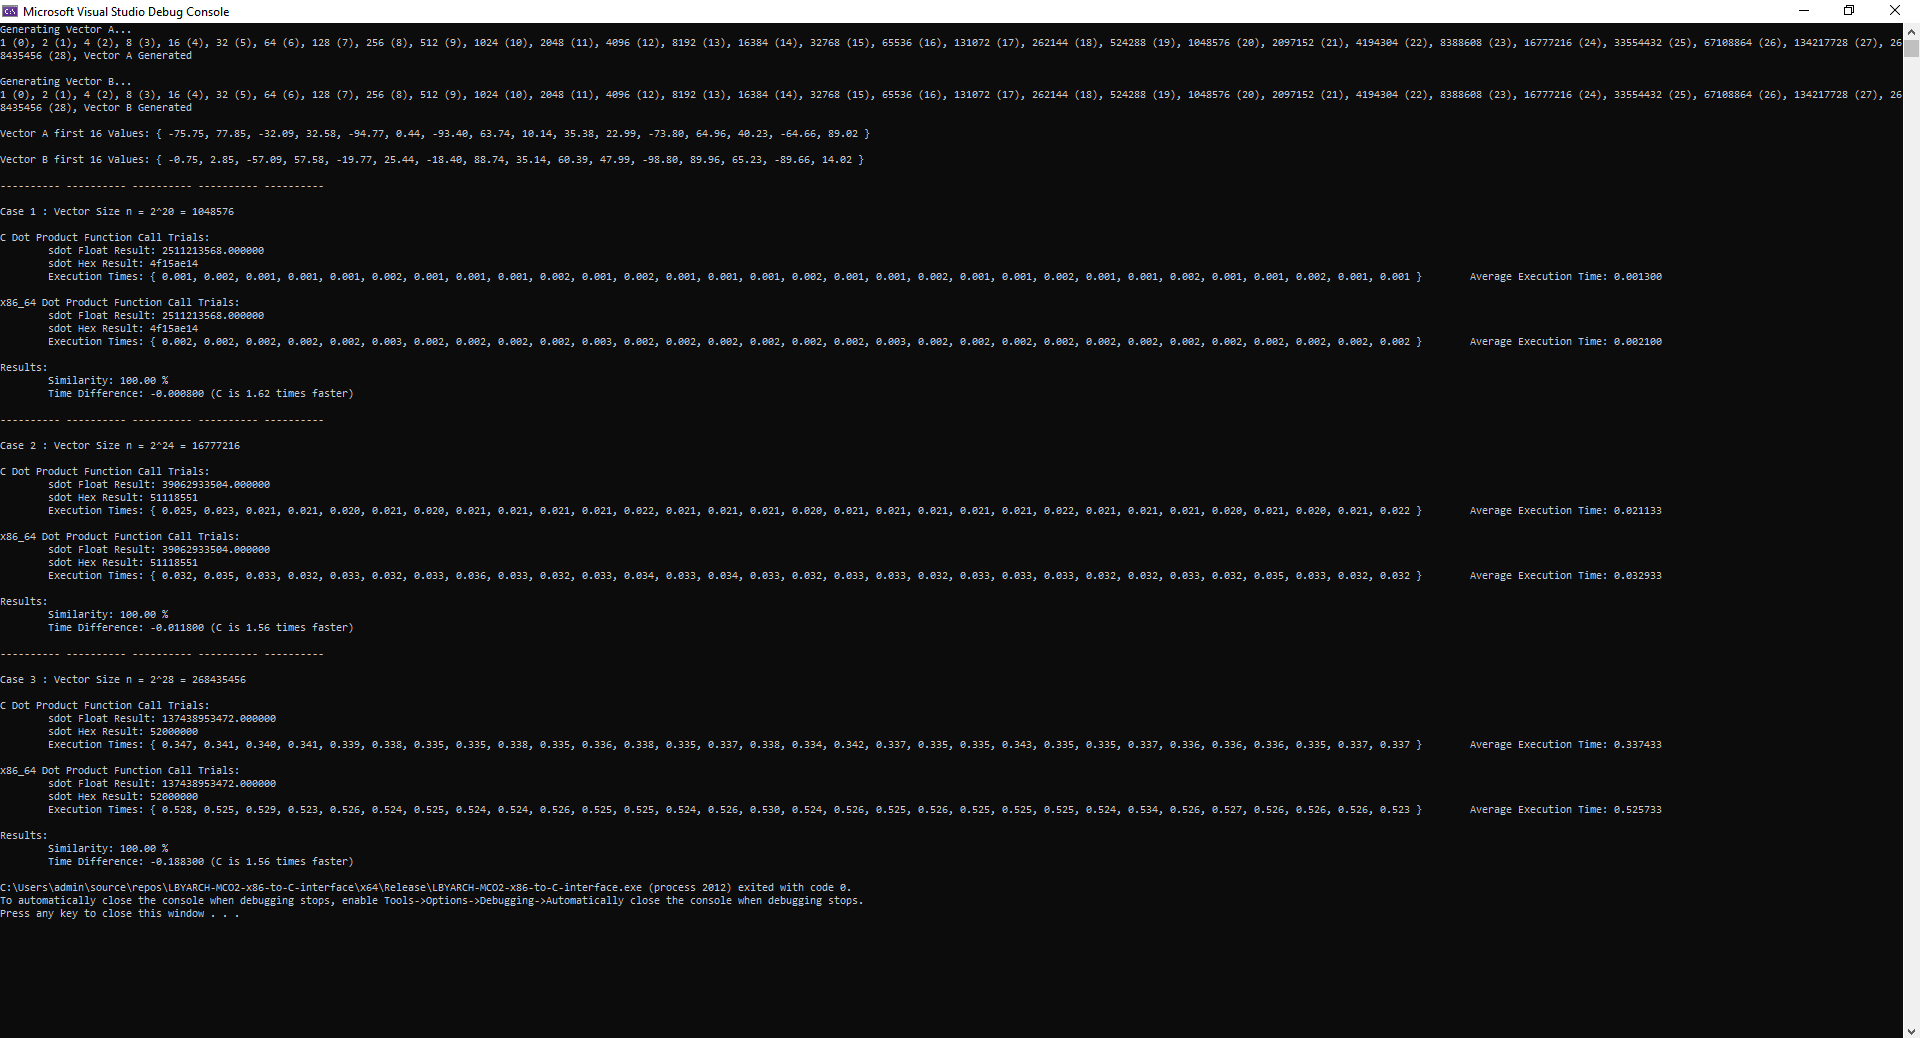 Microsoft Visual Studio Debug Console
Generating Vector A...
1 (0), 2 (1), 4 (2), 8 (3), 16 (4), 32 (5), 64 (6), 128 (7), 256 (8), 512 (9), 1024 (10), 2048 (11), 4096 (12), 8192 (13), 16384 (14), 32768 (15), 65536 (16), 131072 (17), 262144 (18), 524288 (19), 1048576 (20), 2097152 (21), 4194304 (22), 8388608 (23), 16777216 (24), 33554432 (25), 67108864 (26), 134217728 (27), 26
8435456 (28), Vector A Generated
Generating Vector B...
1 (0), 2 (1), 4 (2), 8 (3), 16 (4), 32 (5), 64 (6), 128 (7), 256 (8), 512 (9), 1024 (10), 2048 (11), 4096 (12), 8192 (13), 16384 (14), 32768 (15), 65536 (16), 131072 (17), 262144 (18), 524288 (19), 1048576 (20), 2097152 (21), 4194304 (22), 8388608 (23), 16777216 (24), 33554432 (25), 67108864 (26), 134217728 (27), 26
8435456 (28), Vector B Generated
Vector A first 16 Values: { -75.75, 77.85, -32.09, 32.58, -94.77, 0.44, -93.40, 63.74, 10.14, 35.38, 22.99, -73.80, 64.96, 40.23, -64.66, 89.02 }
Vector B first 16 Values: { -0.75, 2.85, -57.09, 57.58, -19.77, 25.44, -18.40, 88.74, 35.14, 60.39, 47.99, -98.80, 89.96, 65.23, -89.66, 14.02 }
---------- ---------- ---------- ---------- ----------
Case 1 : Vector Size n = 2^20 = 1048576
C Dot Product Function Call Trials:
sdot Float Result: 2511213568.000000
sdot Hex Result: 4f15ae14
Execution Times: { 0.001, 0.002, 0.001, 0.001, 0.001, 0.002, 0.001, 0.001, 0.001, 0.002, 0.001, 0.002, 0.001, 0.001, 0.001, 0.002, 0.001, 0.002, 0.001, 0.001, 0.001, 0.002, 0.001, 0.001, 0.002, 0.001, 0.001, 0.002, 0.001, 0.001 } Average Execution Time: 0.001300
x86_64 Dot Product Function Call Trials:
sdot Float Result: 2511213568.000000
sdot Hex Result: 4f15ae14
Execution Times: { 0.002, 0.002, 0.002, 0.002, 0.002, 0.003, 0.002, 0.002, 0.002, 0.002, 0.003, 0.002, 0.002, 0.002, 0.002, 0.002, 0.002, 0.003, 0.002, 0.002, 0.002, 0.002, 0.002, 0.002, 0.002, 0.002, 0.002, 0.002, 0.002, 0.002 } Average Execution Time: 0.002100
Results:
Similarity: 100.00 %
Time Difference: -0.000800 (C is 1.62 times faster)
---------- ---------- ---------- ---------- ----------
Case 2 : Vector Size n = 2^24 = 16777216
C Dot Product Function Call Trials:
sdot Float Result: 39062933504.000000
sdot Hex Result: 51118551
Execution Times: { 0.025, 0.023, 0.021, 0.021, 0.020, 0.021, 0.020, 0.021, 0.021, 0.021, 0.021, 0.022, 0.021, 0.021, 0.021, 0.020, 0.021, 0.021, 0.021, 0.021, 0.021, 0.022, 0.021, 0.021, 0.021, 0.020, 0.021, 0.020, 0.021, 0.022 } Average Execution Time: 0.021133
x86_64 Dot Product Function Call Trials:
sdot Float Result: 39062933504.000000
sdot Hex Result: 51118551
Execution Times: { 0.032, 0.035, 0.033, 0.032, 0.033, 0.032, 0.033, 0.036, 0.033, 0.032, 0.033, 0.034, 0.033, 0.034, 0.033, 0.032, 0.033, 0.033, 0.032, 0.033, 0.033, 0.033, 0.032, 0.032, 0.033, 0.032, 0.035, 0.033, 0.032, 0.032 } Average Execution Time: 0.032933
Results:
Similarity: 100.00 %
Time Difference: -0.011800 (C is 1.56 times faster)
---------- ---------- ---------- ---------- ----------
Case 3 : Vector Size n = 2^28 = 268435456
C Dot Product Function Call Trials:
sdot Float Result: 137438953472.000000
sdot Hex Result: 52000000
Execution Times: { 0.347, 0.341, 0.340, 0.341, 0.339, 0.338, 0.335, 0.335, 0.338, 0.335, 0.336, 0.338, 0.335, 0.337, 0.338, 0.334, 0.342, 0.337, 0.335, 0.335, 0.343, 0.335, 0.335, 0.337, 0.336, 0.336, 0.336, 0.335, 0.337, 0.337 } Average Execution Time: 0.337433
x86_64 Dot Product Function Call Trials:
sdot Float Result: 137438953472.000000
sdot Hex Result: 52000000
Execution Times: { 0.528, 0.525, 0.529, 0.523, 0.526, 0.524, 0.525, 0.524, 0.524, 0.526, 0.525, 0.525, 0.524, 0.526, 0.530, 0.524, 0.526, 0.525, 0.526, 0.525, 0.525, 0.525, 0.524, 0.534, 0.526, 0.527, 0.526, 0.526, 0.526, 0.523 } Average Execution Time: 0.525733
Results:
Similarity: 100.00 %
Time Difference: -0.188300 (C is 1.56 times faster)
C:\Users\admin\source\repos\LBYARCH-MCO2-x86-to-C-interface\x64\Release\LBYARCH-MCO2-x86-to-C-interface.exe (process 2012) exited with code 0.
To automatically close the console when debugging stops, enable Tools->Options->Debugging->Automatically close the console when debugging stops.
Press any key to close this window . . .